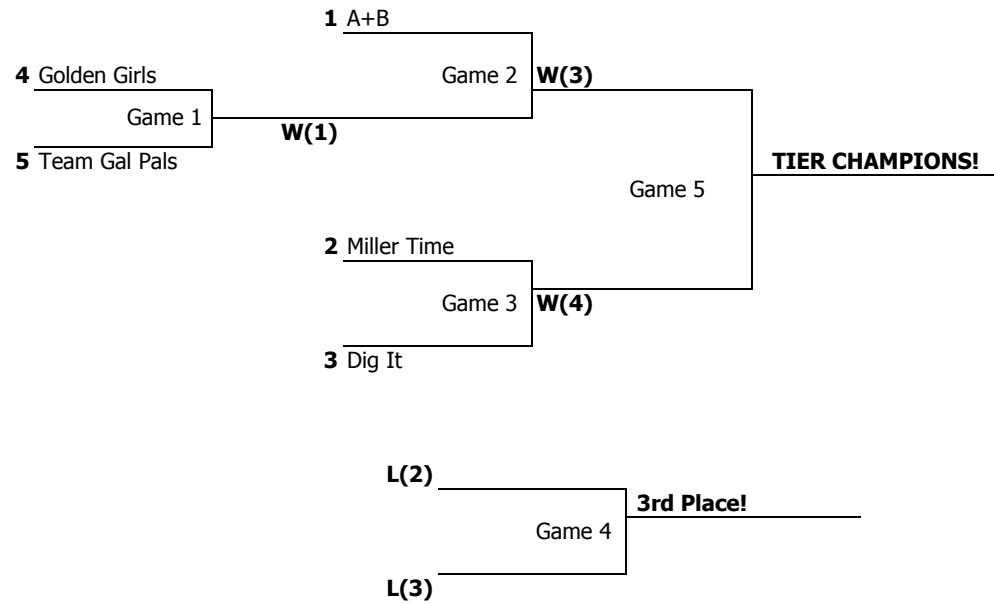 1 A+B
4 Golden Girls
Game 2 W(3)
Game 1
W(1)
5 Team Gal Pals
TIER CHAMPIONS!
Game 5
2 Miller Time
Game 3 W(4)
3 Dig It
L(2)
3rd Place!
Game 4
L(3)